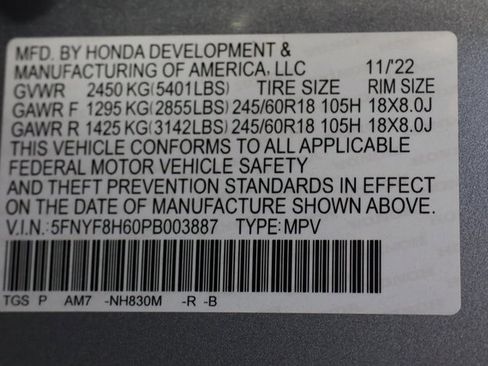 MFD. BY HONDA DEVELOPMENT &
MANUFACTURING OF AMERICA, LLC 11/'22
GVWR 2450 KG(5401LBS) TIRE SIZE RIM SIZE
GAWR F 1295 KG(2855LBS) 245/60R18 105H 18X8.0J
GAWR R 1425 KG(3142LBS) 245/60R18 105H 18X8.0J
THIS VEHICLE CONFORMS TO ALL APPLICABLE
FEDERAL MOTOR VEHICLE SAFETY
AND THEFT PREVENTION STANDARDS IN EFFECT
ON THE DATE OF MANUFACTURE SHOWN ABOVE.
V.I.N.:5FNYF8H60PB003887 TYPE:MPV
TGS P AM7 -NH830M -R -B